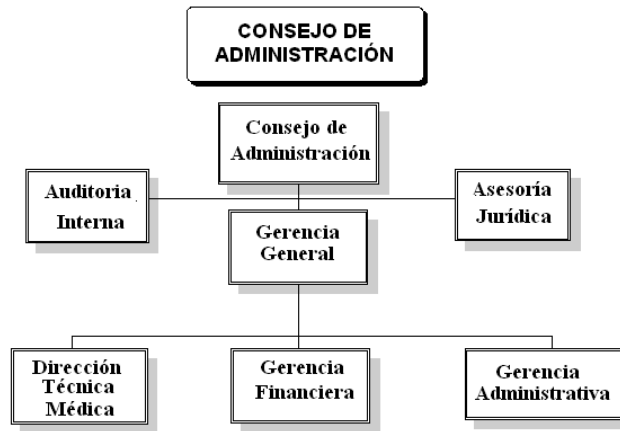 CONSEJO DE
ADMINISTRACIÓN
Consejo de
Administración
Auditoria
Interna
Asesoría
Jurídica
Gerencia
General
Dirección
Técnica
Médica
Gerencia
Financiera
Gerencia
Administrativa